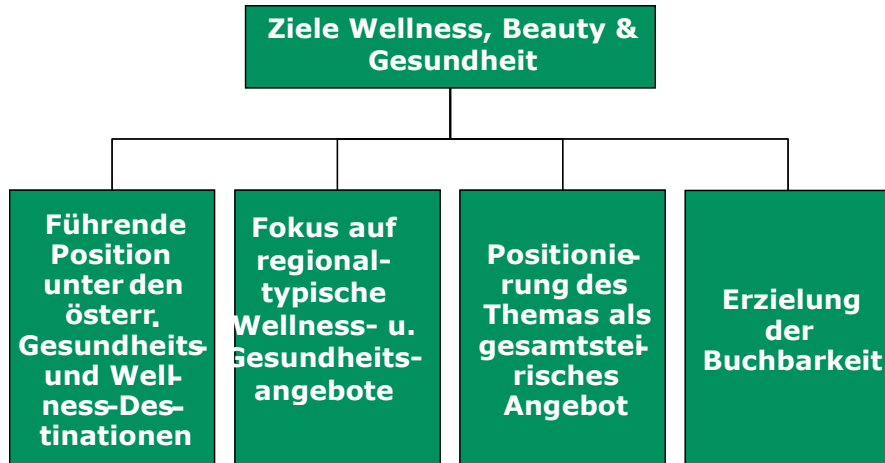 Ziele Wellness, Beauty &
Gesundheit
Führende
Position
unter den
österr.
Gesundheits-
und Well-
ness-Des-
tinationen
Fokus auf
regional-
typische
Wellness- u.
Gesundheits-
angebote
Positionie-
rung des
Themas als
gesamtstei-
risches
Angebot
Erzielung
der
Buchbarkeit